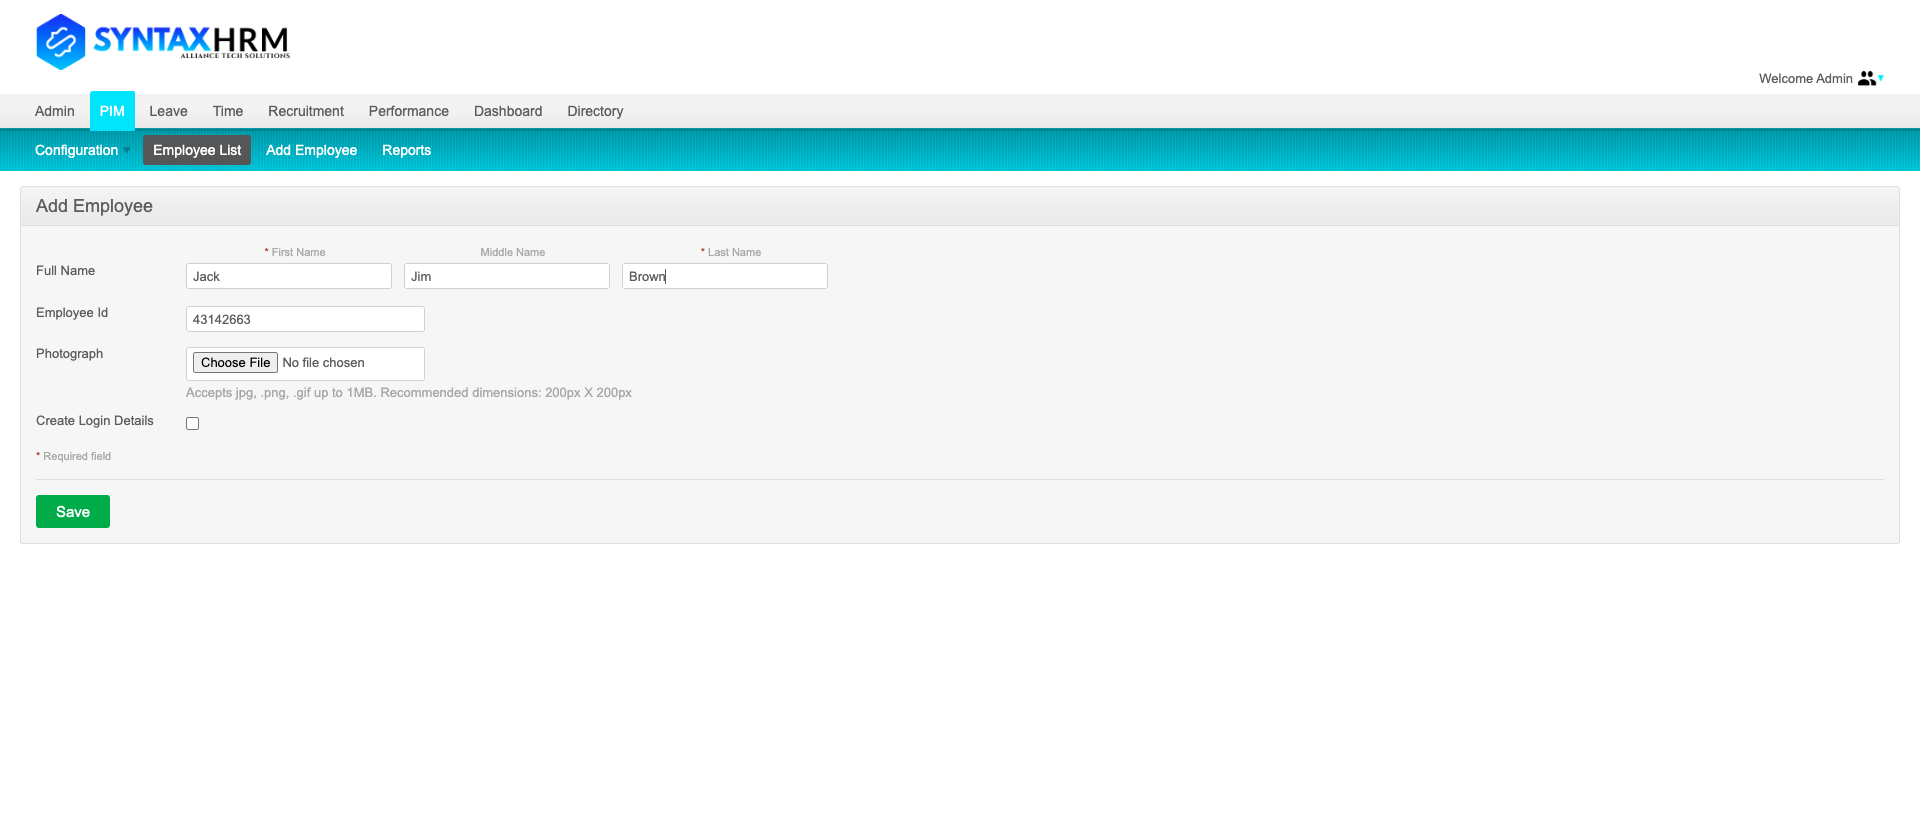 SYNTAXHRM
ALLIANCE TECH SOLUTIONS
Welcome Admin
Admin PIM Leave Time Recruitment Performance Dashboard Directory
Configuration Employee List Add Employee Reports
Add Employee
* First Name Middle Name * Last Name
Full Name Jack Jim Brown
Employee Id 43142663
Photograph Choose File No file chosen
Accepts jpg, .png, .gif up to 1MB. Recommended dimensions: 200px X 200px
Create Login Details
* Required field
Save